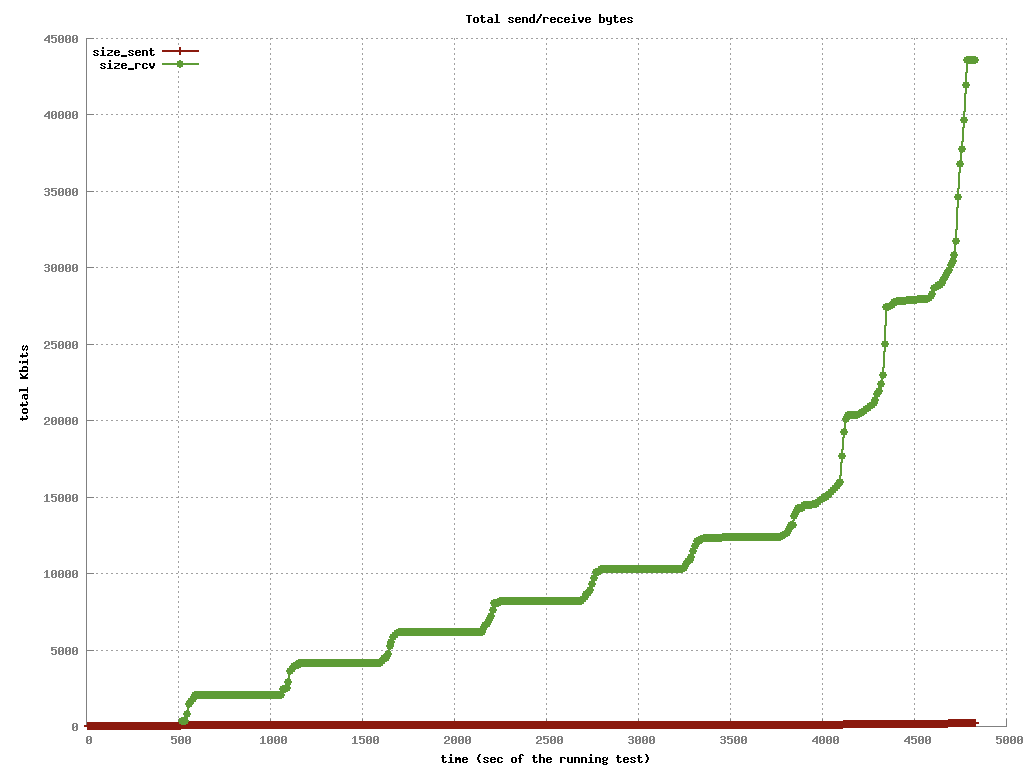 Total send/receive bytes
size_sent
size_rcv
45000
40000
35000
30000
25000
20000
15000
10000
5000
0
total Kbits
0 500 1000 1500 2000 2500 3000 3500 4000 4500 5000
time (sec of the running test)